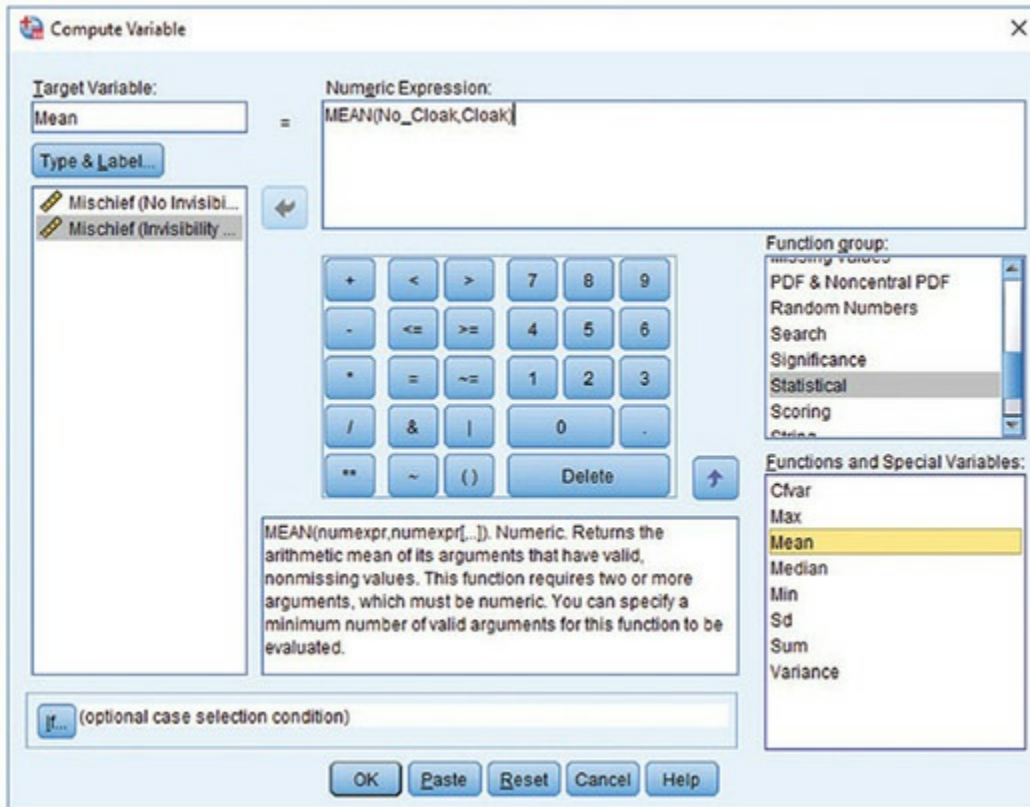 Compute Variable
Target Variable:
Mean
=
Numeric Expression:
MEAN(No_Cloak,Cloak)
Type & Label...
Mischief (No Invisibi...
Mischief (Invisibility ...
+ < > 7 8 9
- <= >= 4 5 6
* = ~= 1 2 3
/ & | 0 .
** ~ ( ) Delete
Function group:
Missing Values
PDF & Noncentral PDF
Random Numbers
Search
Significance
Statistical
Scoring
String
Functions and Special Variables:
Cfvar
Max
Mean
Median
Min
Sd
Sum
Variance
MEAN(numexpr,numexpr[,..]). Numeric. Returns the
arithmetic mean of its arguments that have valid,
nonmissing values. This function requires two or more
arguments, which must be numeric. You can specify a
minimum number of valid arguments for this function to be
evaluated.
If... (optional case selection condition)
OK Paste Reset Cancel Help